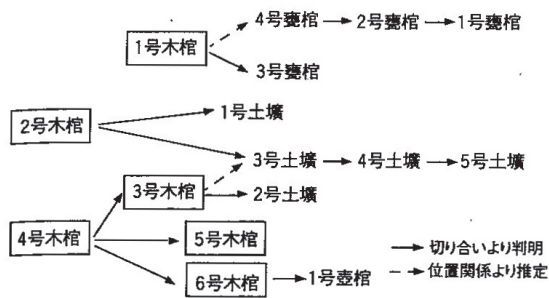 4号甕棺→2号甕棺→1号甕棺
1号木棺
3号甕棺
1号土壙
2号木棺
3号土壙→4号土壙→5号土壙
3号木棺
2号土壙
4号木棺
5号木棺
→切り合いより判明
6号木棺→1号壺棺
→位置関係より推定